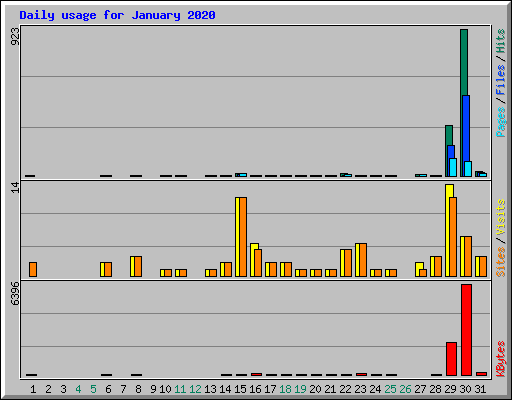 Daily usage for January 2020
923
14
6396
Pages / Files / Hits
Sites / Visits
KBytes
1 2 3 4 5 6 7 8 9 10 11 12 13 14 15 16 17 18 19 20 21 22 23 24 25 26 27 28 29 30 31